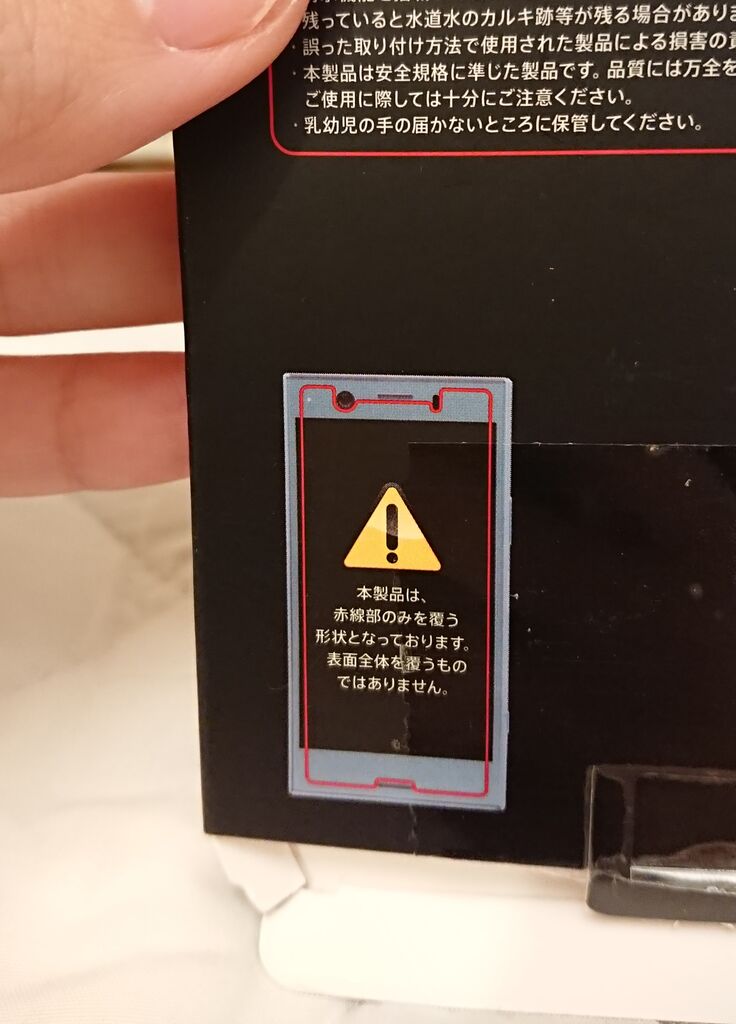 残っていると水道水のカルキ跡等が残る場合があり
・誤った取り付け方法で使用された製品による損害の
・本製品は安全規格に準じた製品です。品質には万全を
ご使用に際しては十分にご注意ください。
・乳幼児の手の届かないところに保管してください。
本製品は、
赤線部のみを覆う
形状となっております。
表面全体を覆うもの
ではありません。